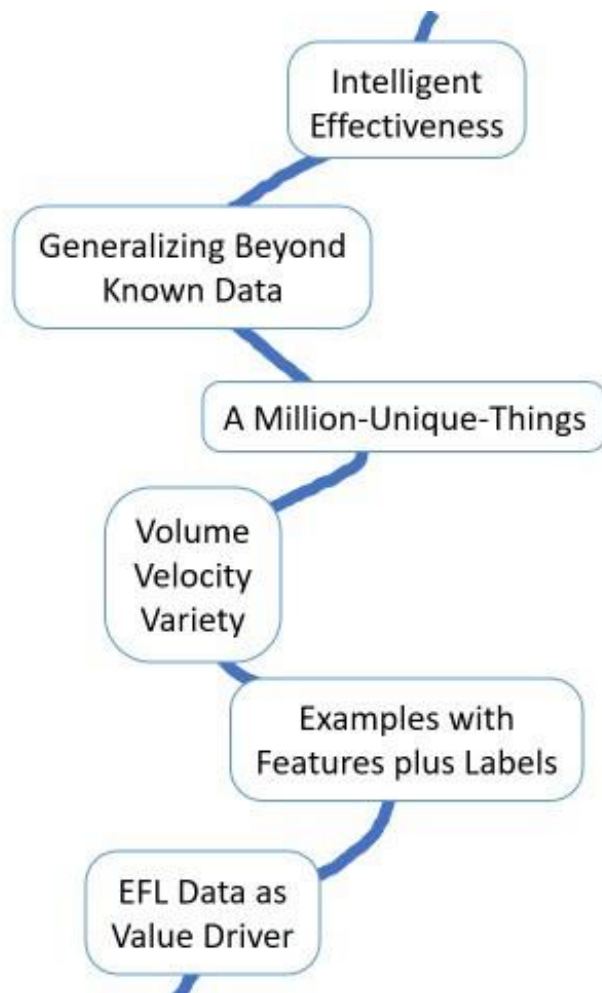 Intelligent
Effectiveness
Generalizing Beyond
Known Data
A Million-Unique-Things
Volume
Velocity
Variety
Examples with
Features plus Labels
EFL Data as
Value Driver